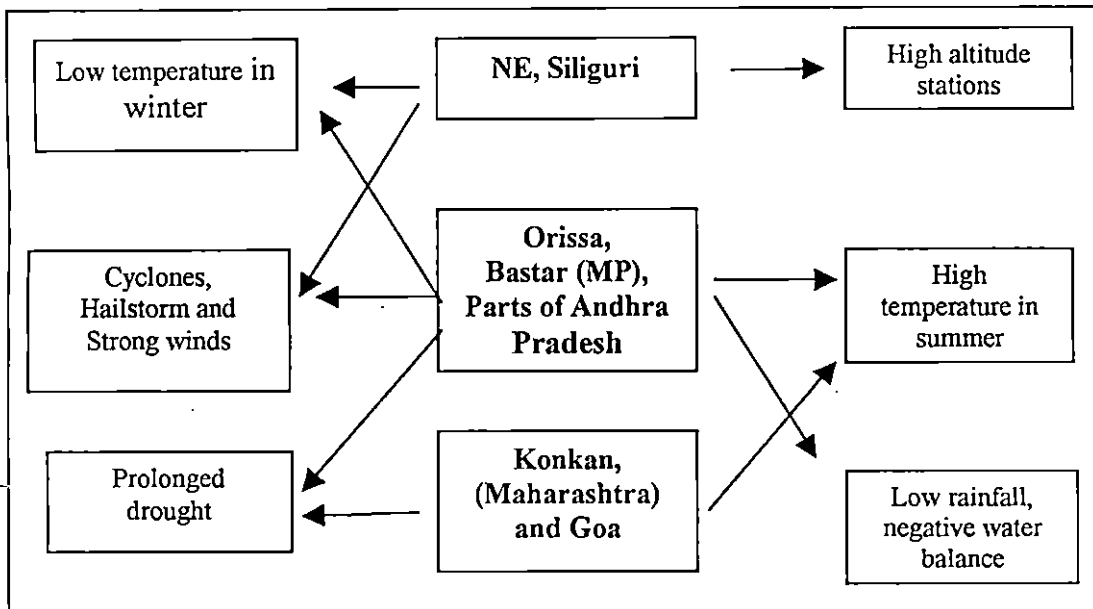 Low temperature in
winter
NE, Siliguri
High altitude
stations
Cyclones,
Hailstorm and
Strong winds
Orissa,
Bastar (MP),
Parts of Andhra
Pradesh
High
temperature in
summer
Prolonged
drought
Konkan,
(Maharashtra)
and Goa
Low rainfall,
negative water
balance